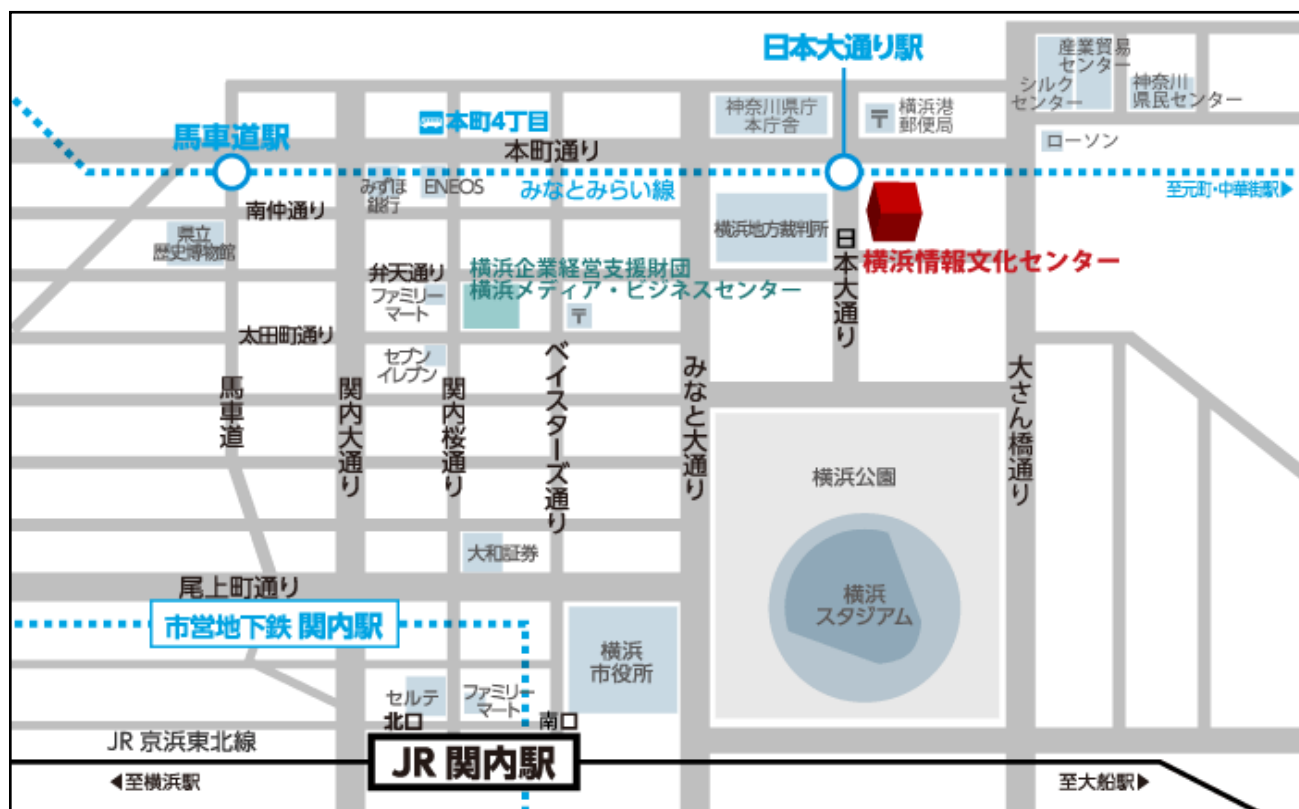 日本大通り駅
産業貿易
センター
シルク
センター
神奈川
県民センター
神奈川県庁
本庁舎
〒
横浜港
郵便局
本町4丁目
馬車道駅
本町通り
ローソン
みずほ
銀行
ENEOS
みなとみらい線
至元町・中華街駅▶
南仲通り
県立
歴史博物館
横浜地方裁判所
日本大通り
横浜情報文化センター
弁天通り
横浜企業経営支援財団
横浜メディア・ビジネスセンター
ファミリー
マート
〒
太田町通り
セブン
イレブン
馬車道
関内大通り
関内桜通り
ベイスターズ通り
みなと大通り
大さん橋通り
横浜公園
大和証券
尾上町通り
横浜
スタジアム
市営地下鉄 関内駅
横浜
市役所
セルテ
ファミリー
マート
北口
南口
JR 京浜東北線
JR 関内駅
◀至横浜駅
至大船駅▶